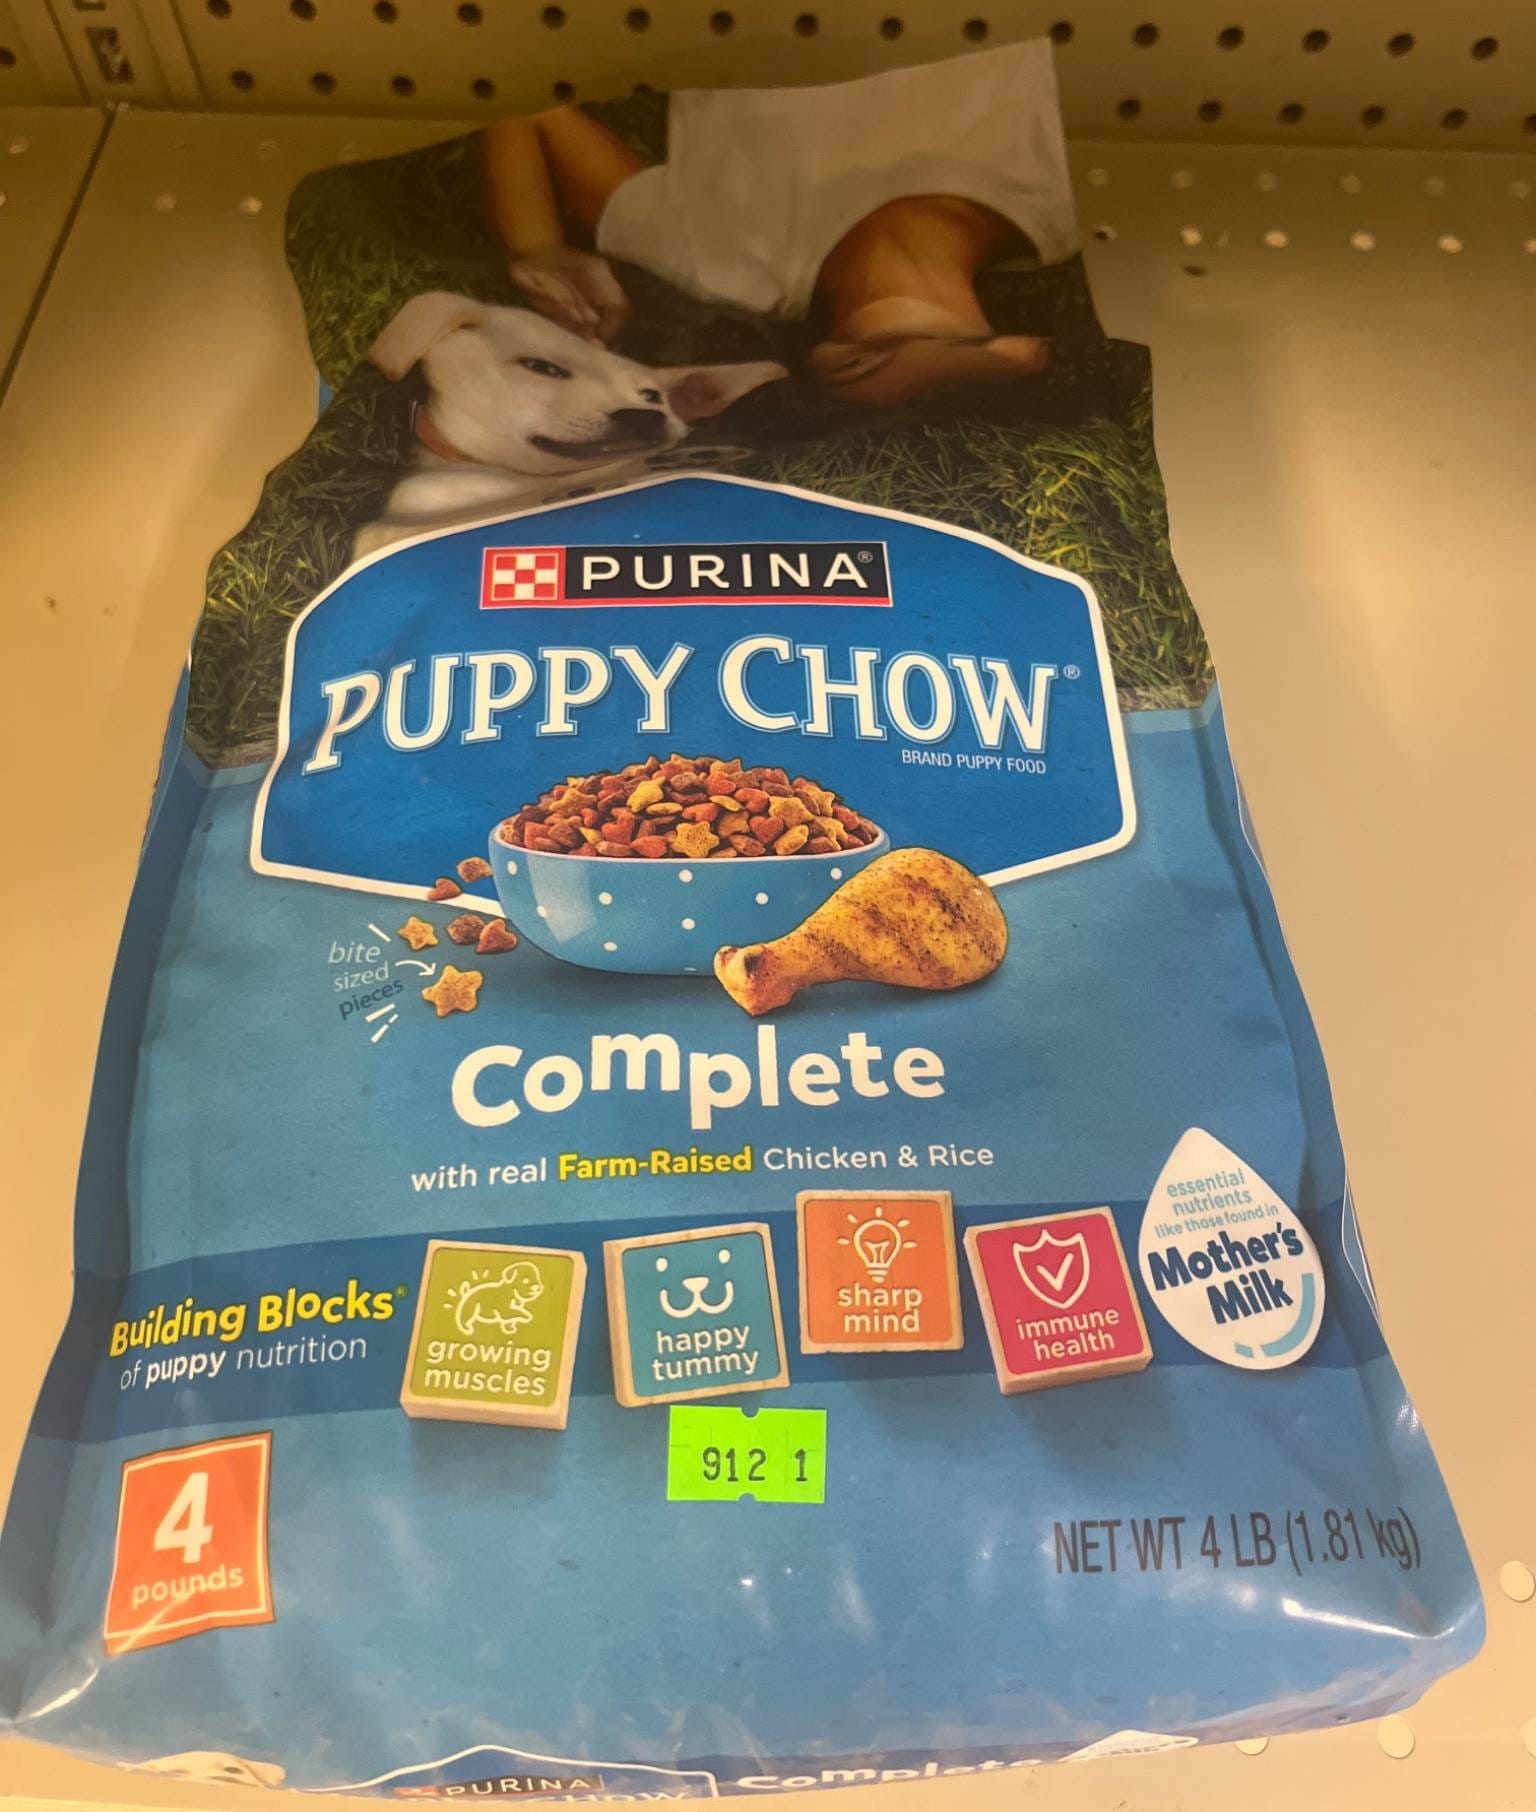 PURINA®
PUPPY CHOW®
BRAND PUPPY FOOD
bite
sized
pieces
Complete
with real Farm-Raised Chicken & Rice
essential
nutrients
like those found in
Mother's
Milk
Building Blocks®
of puppy nutrition
growing
muscles
happy
tummy
sharp
mind
immune
health
912 1
4
pounds
NET WT 4 LB (1.81 kg)
PURINA
Complete